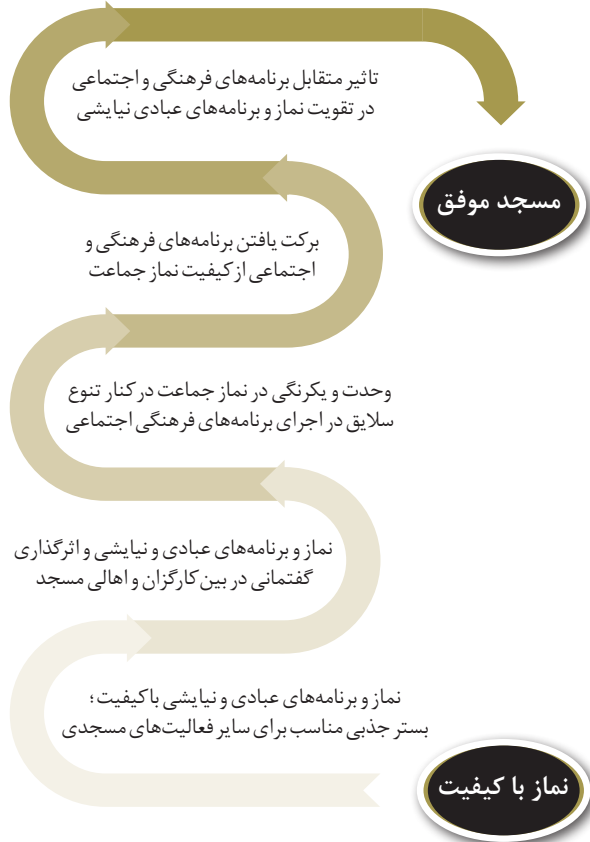 تاثیر متقابل برنامه‌های فرهنگی و اجتماعی
در تقویت نماز و برنامه‌های عبادی نیایشی
مسجد موفق
برکت یافتن برنامه‌های فرهنگی و
اجتماعی از کیفیت نماز جماعت
وحدت و یکرنگی در نماز جماعت در کنار تنوع
سلایق در اجرای برنامه‌های فرهنگی اجتماعی
نماز و برنامه‌های عبادی و نیایشی و اثرگذاری
گفتمانی در بین کارگزان و اهالی مسجد
نماز و برنامه‌های عبادی و نیایشی باکیفیت؛
بستر جذبی مناسب برای سایر فعالیت‌های مسجدی
نماز با کیفیت